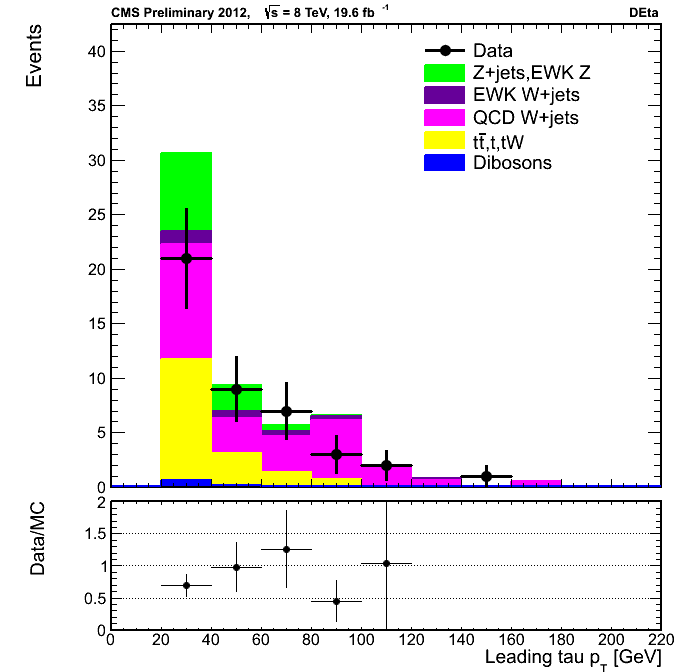 CMS Preliminary 2012, √s = 8 TeV, 19.6 fb⁻¹ DEta
Events
40
35
30
25
20
15
10
5
0
Data
Z+jets,EWK Z
EWK W+jets
QCD W+jets
tt̄,t,tW
Dibosons
Data/MC
2
1.5
1
0.5
0
0 20 40 60 80 100 120 140 160 180 200 220
Leading tau p_T [GeV]